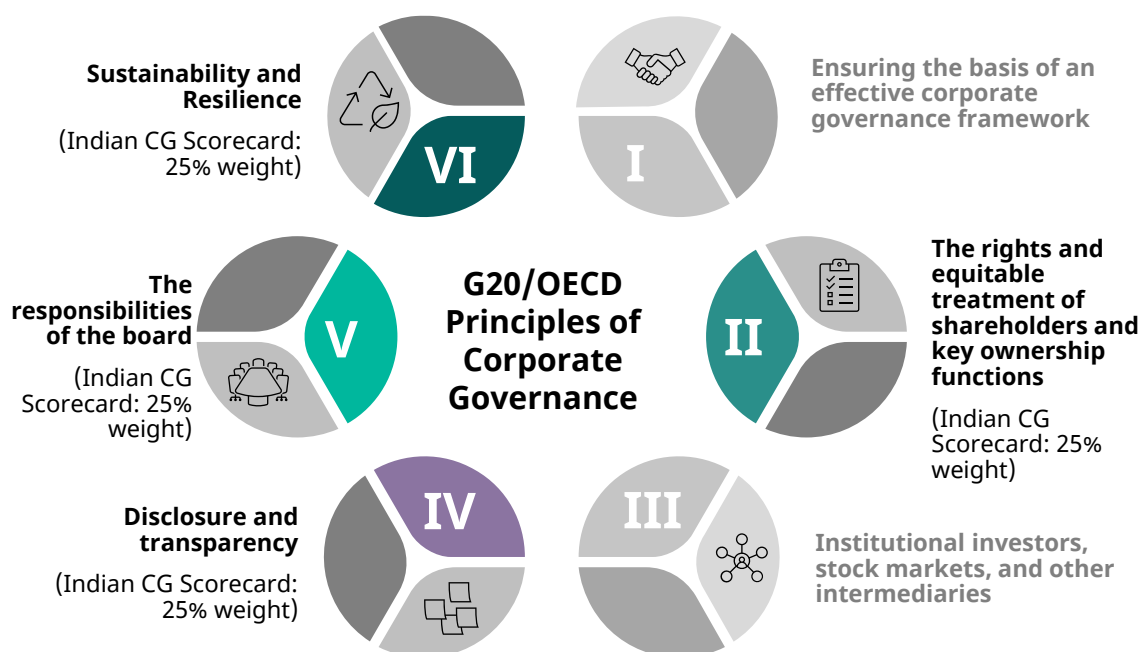 G20/OECD
Principles of
Corporate
Governance
I
Ensuring the basis of an
effective corporate
governance framework
II
The rights and
equitable
treatment of
shareholders and
key ownership
functions
(Indian CG
Scorecard: 25%
weight)
III
Institutional investors,
stock markets, and other
intermediaries
IV
Disclosure and
transparency
(Indian CG Scorecard:
25% weight)
V
The
responsibilities
of the board
(Indian CG
Scorecard: 25%
weight)
VI
Sustainability and
Resilience
(Indian CG Scorecard:
25% weight)